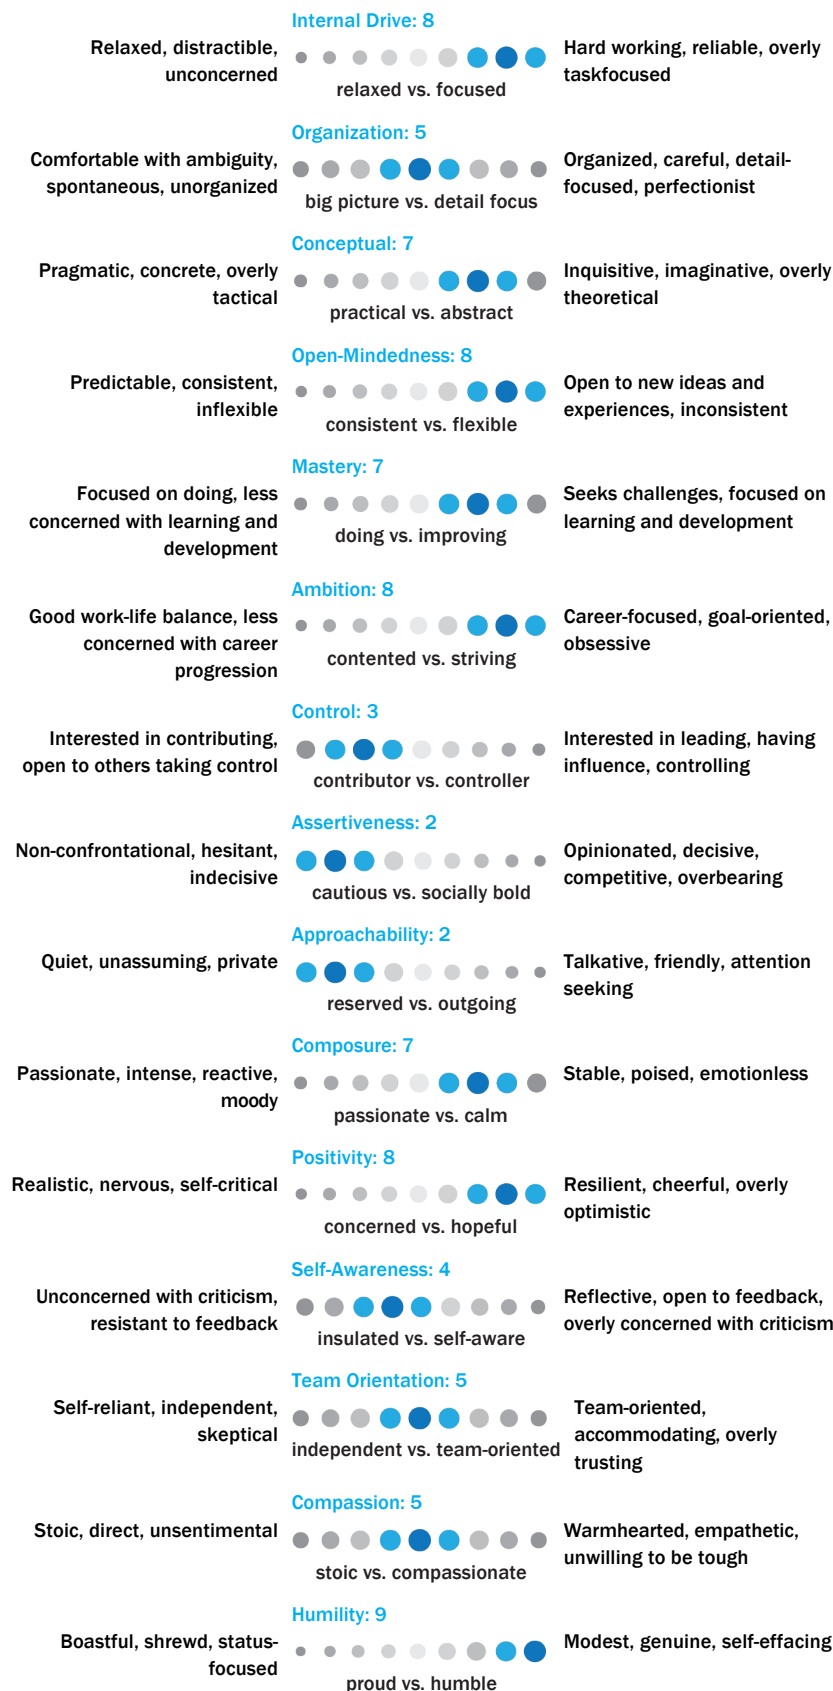 Internal Drive: 8
Relaxed, distractible,
unconcerned
relaxed vs. focused
Hard working, reliable, overly
taskfocused
Organization: 5
Comfortable with ambiguity,
spontaneous, unorganized
big picture vs. detail focus
Organized, careful, detail-
focused, perfectionist
Conceptual: 7
Pragmatic, concrete, overly
tactical
practical vs. abstract
Inquisitive, imaginative, overly
theoretical
Open-Mindedness: 8
Predictable, consistent,
inflexible
consistent vs. flexible
Open to new ideas and
experiences, inconsistent
Mastery: 7
Focused on doing, less
concerned with learning and
development
doing vs. improving
Seeks challenges, focused on
learning and development
Ambition: 8
Good work-life balance, less
concerned with career
progression
contented vs. striving
Career-focused, goal-oriented,
obsessive
Control: 3
Interested in contributing,
open to others taking control
contributor vs. controller
Interested in leading, having
influence, controlling
Assertiveness: 2
Non-confrontational, hesitant,
indecisive
cautious vs. socially bold
Opinionated, decisive,
competitive, overbearing
Approachability: 2
Quiet, unassuming, private
reserved vs. outgoing
Talkative, friendly, attention
seeking
Composure: 7
Passionate, intense, reactive,
moody
passionate vs. calm
Stable, poised, emotionless
Positivity: 8
Realistic, nervous, self-critical
concerned vs. hopeful
Resilient, cheerful, overly
optimistic
Self-Awareness: 4
Unconcerned with criticism,
resistant to feedback
insulated vs. self-aware
Reflective, open to feedback,
overly concerned with criticism
Team Orientation: 5
Self-reliant, independent,
skeptical
independent vs. team-oriented
Team-oriented,
accommodating, overly
trusting
Compassion: 5
Stoic, direct, unsentimental
stoic vs. compassionate
Warmhearted, empathetic,
unwilling to be tough
Humility: 9
Boastful, shrewd, status-
focused
proud vs. humble
Modest, genuine, self-effacing